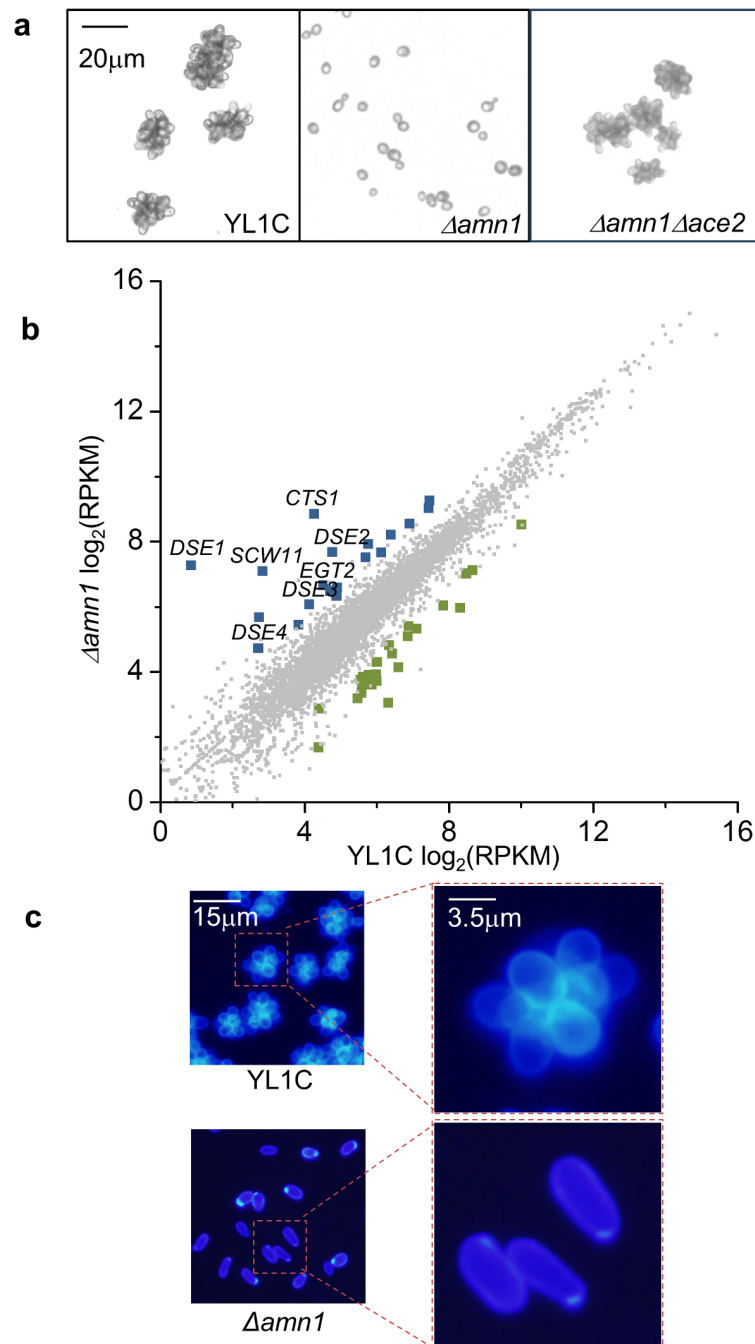 a
20μm
YL1C
Δamn1
Δamn1Δace2
b
16
12
8
4
0
Δamn1 log2(RPKM)
CTS1
DSE1
DSE2
SCW11
EGT2
DSE3
DSE4
0 4 8 12 16
YL1C log2(RPKM)
c
15μm
3.5μm
YL1C
Δamn1